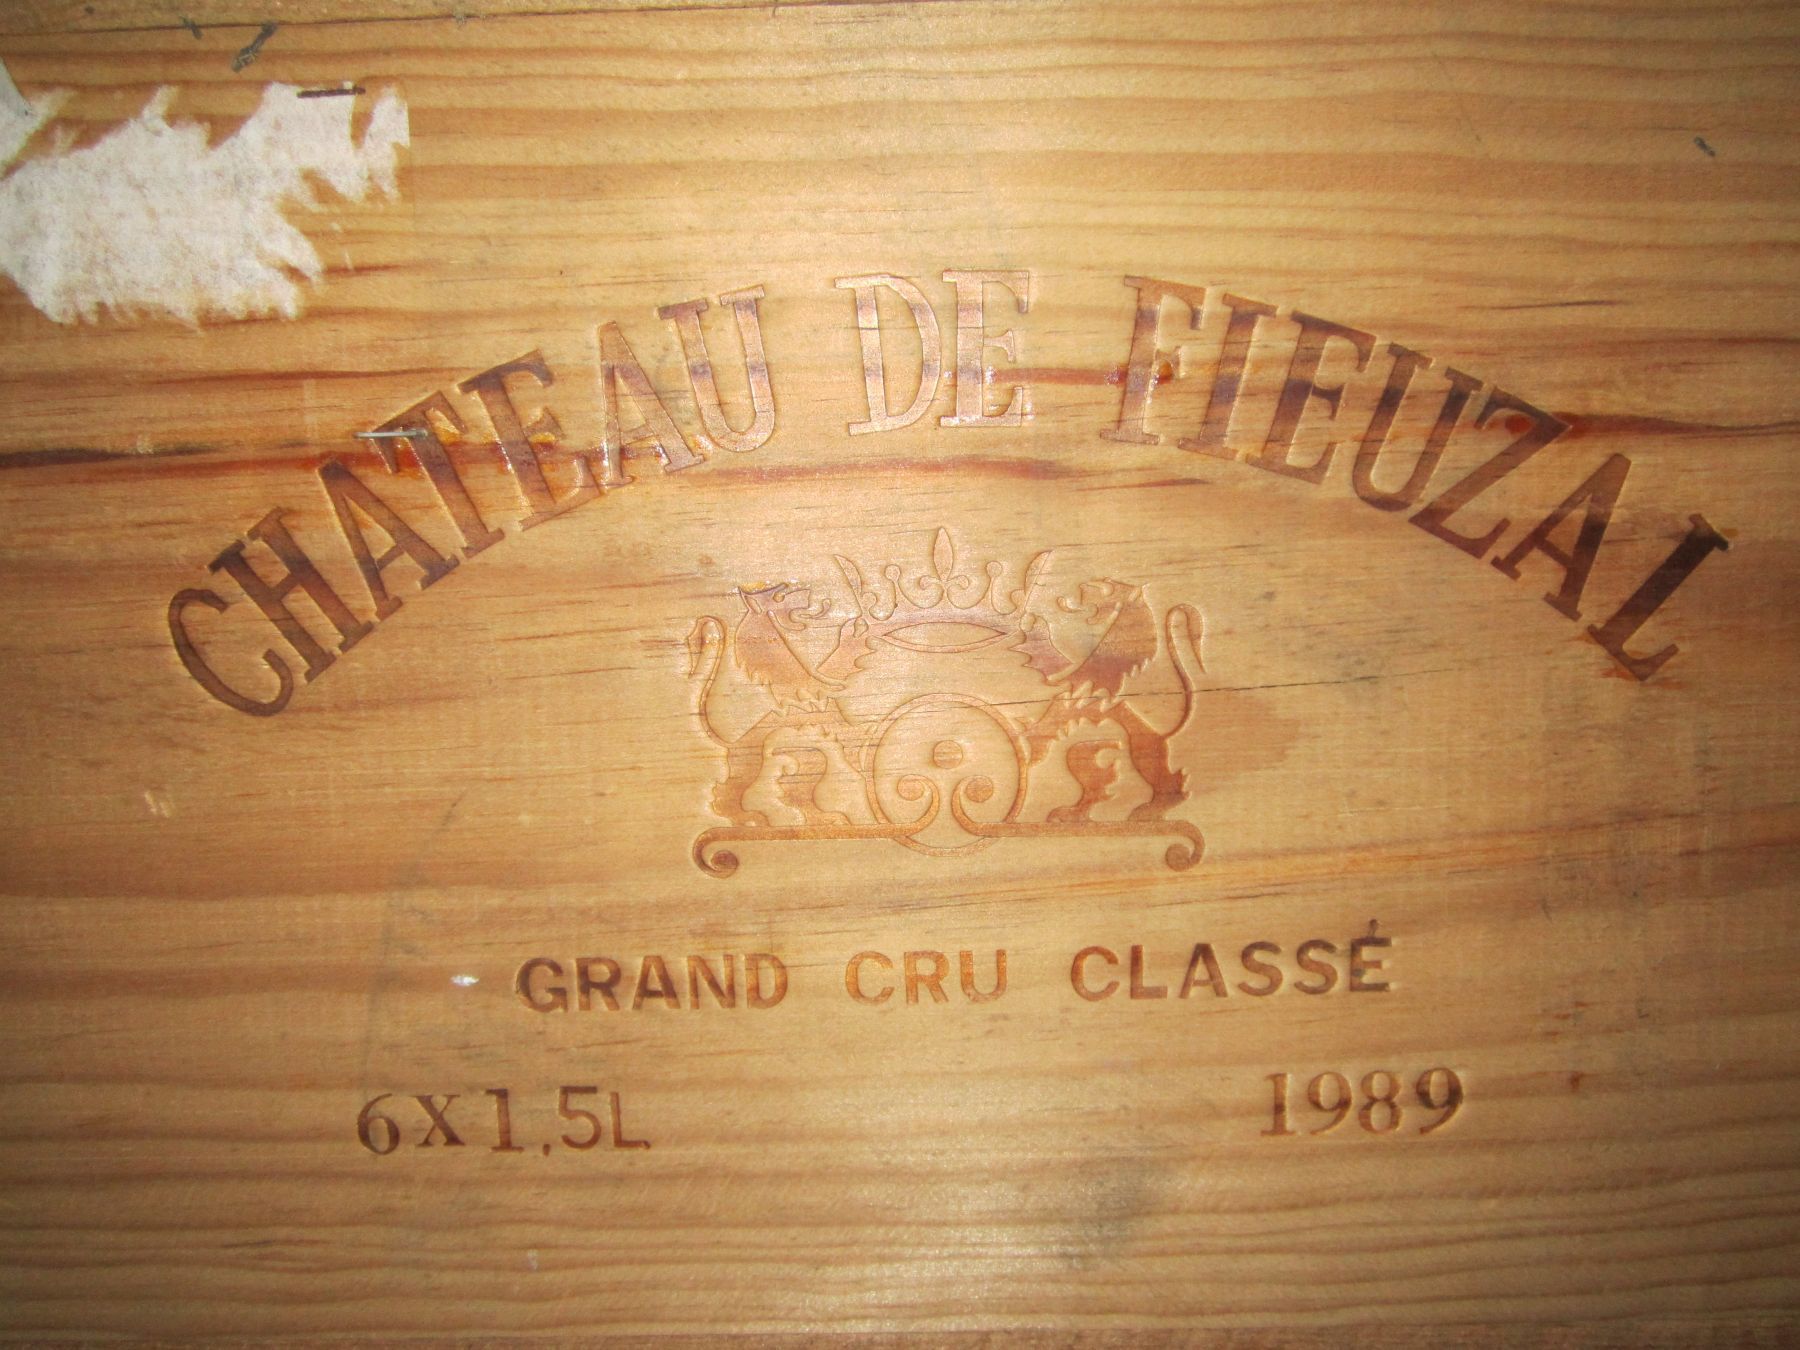 CHATEAU DE FIEUZAL
GRAND CRU CLASSÉ
6X1.5L
1989